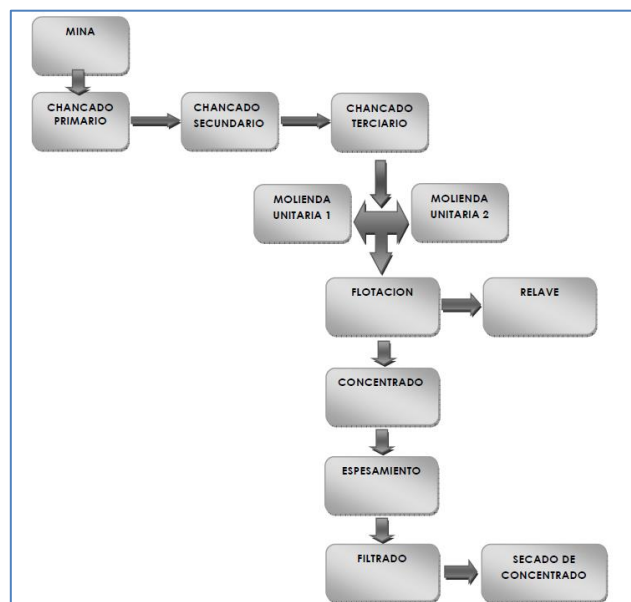 MINA
CHANCADO
PRIMARIO
CHANCADO
SECUNDARIO
CHANCADO
TERCIARIO
MOLIENDA
UNITARIA 1
MOLIENDA
UNITARIA 2
FLOTACION
RELAVE
CONCENTRADO
ESPESAMIENTO
FILTRADO
SECADO DE
CONCENTRADO